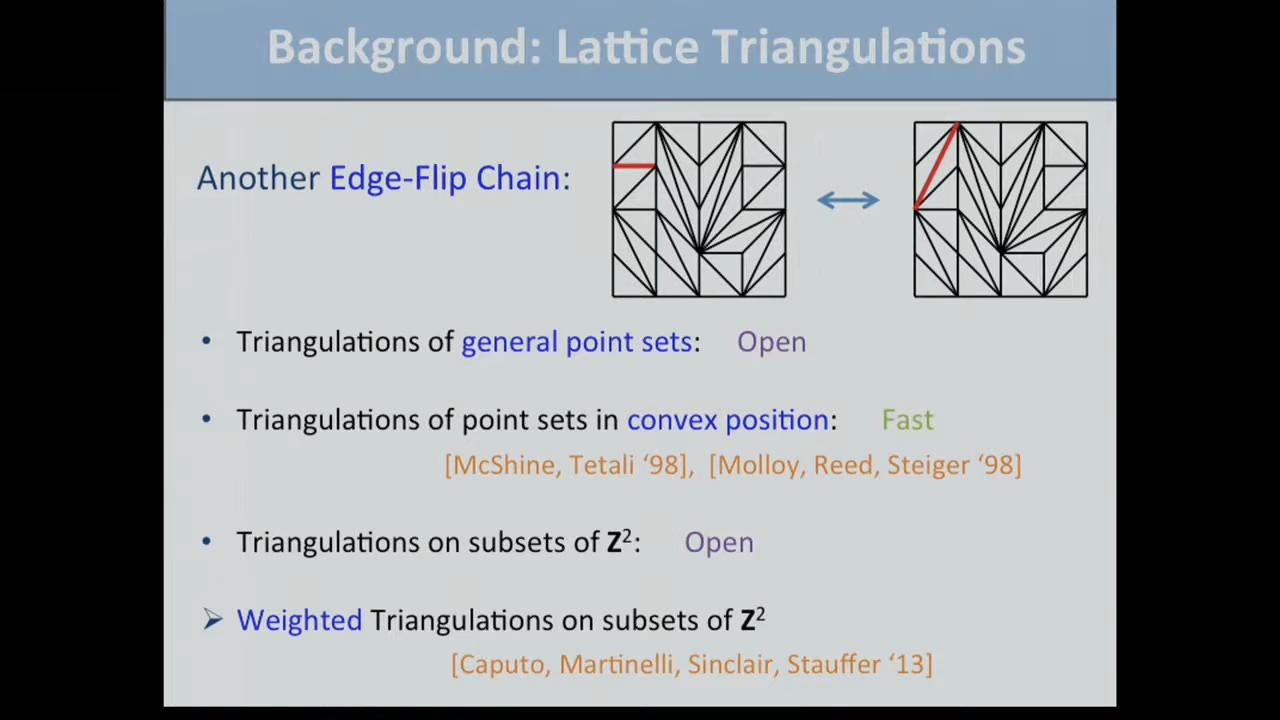 Background: Lattice Triangulations
Another Edge-Flip Chain:
• Triangulations of general point sets: Open
• Triangulations of point sets in convex position: Fast
[McShine, Tetali ‘98], [Molloy, Reed, Steiger ‘98]
• Triangulations on subsets of Z²: Open
➢ Weighted Triangulations on subsets of Z²
[Caputo, Martinelli, Sinclair, Stauffer ‘13]